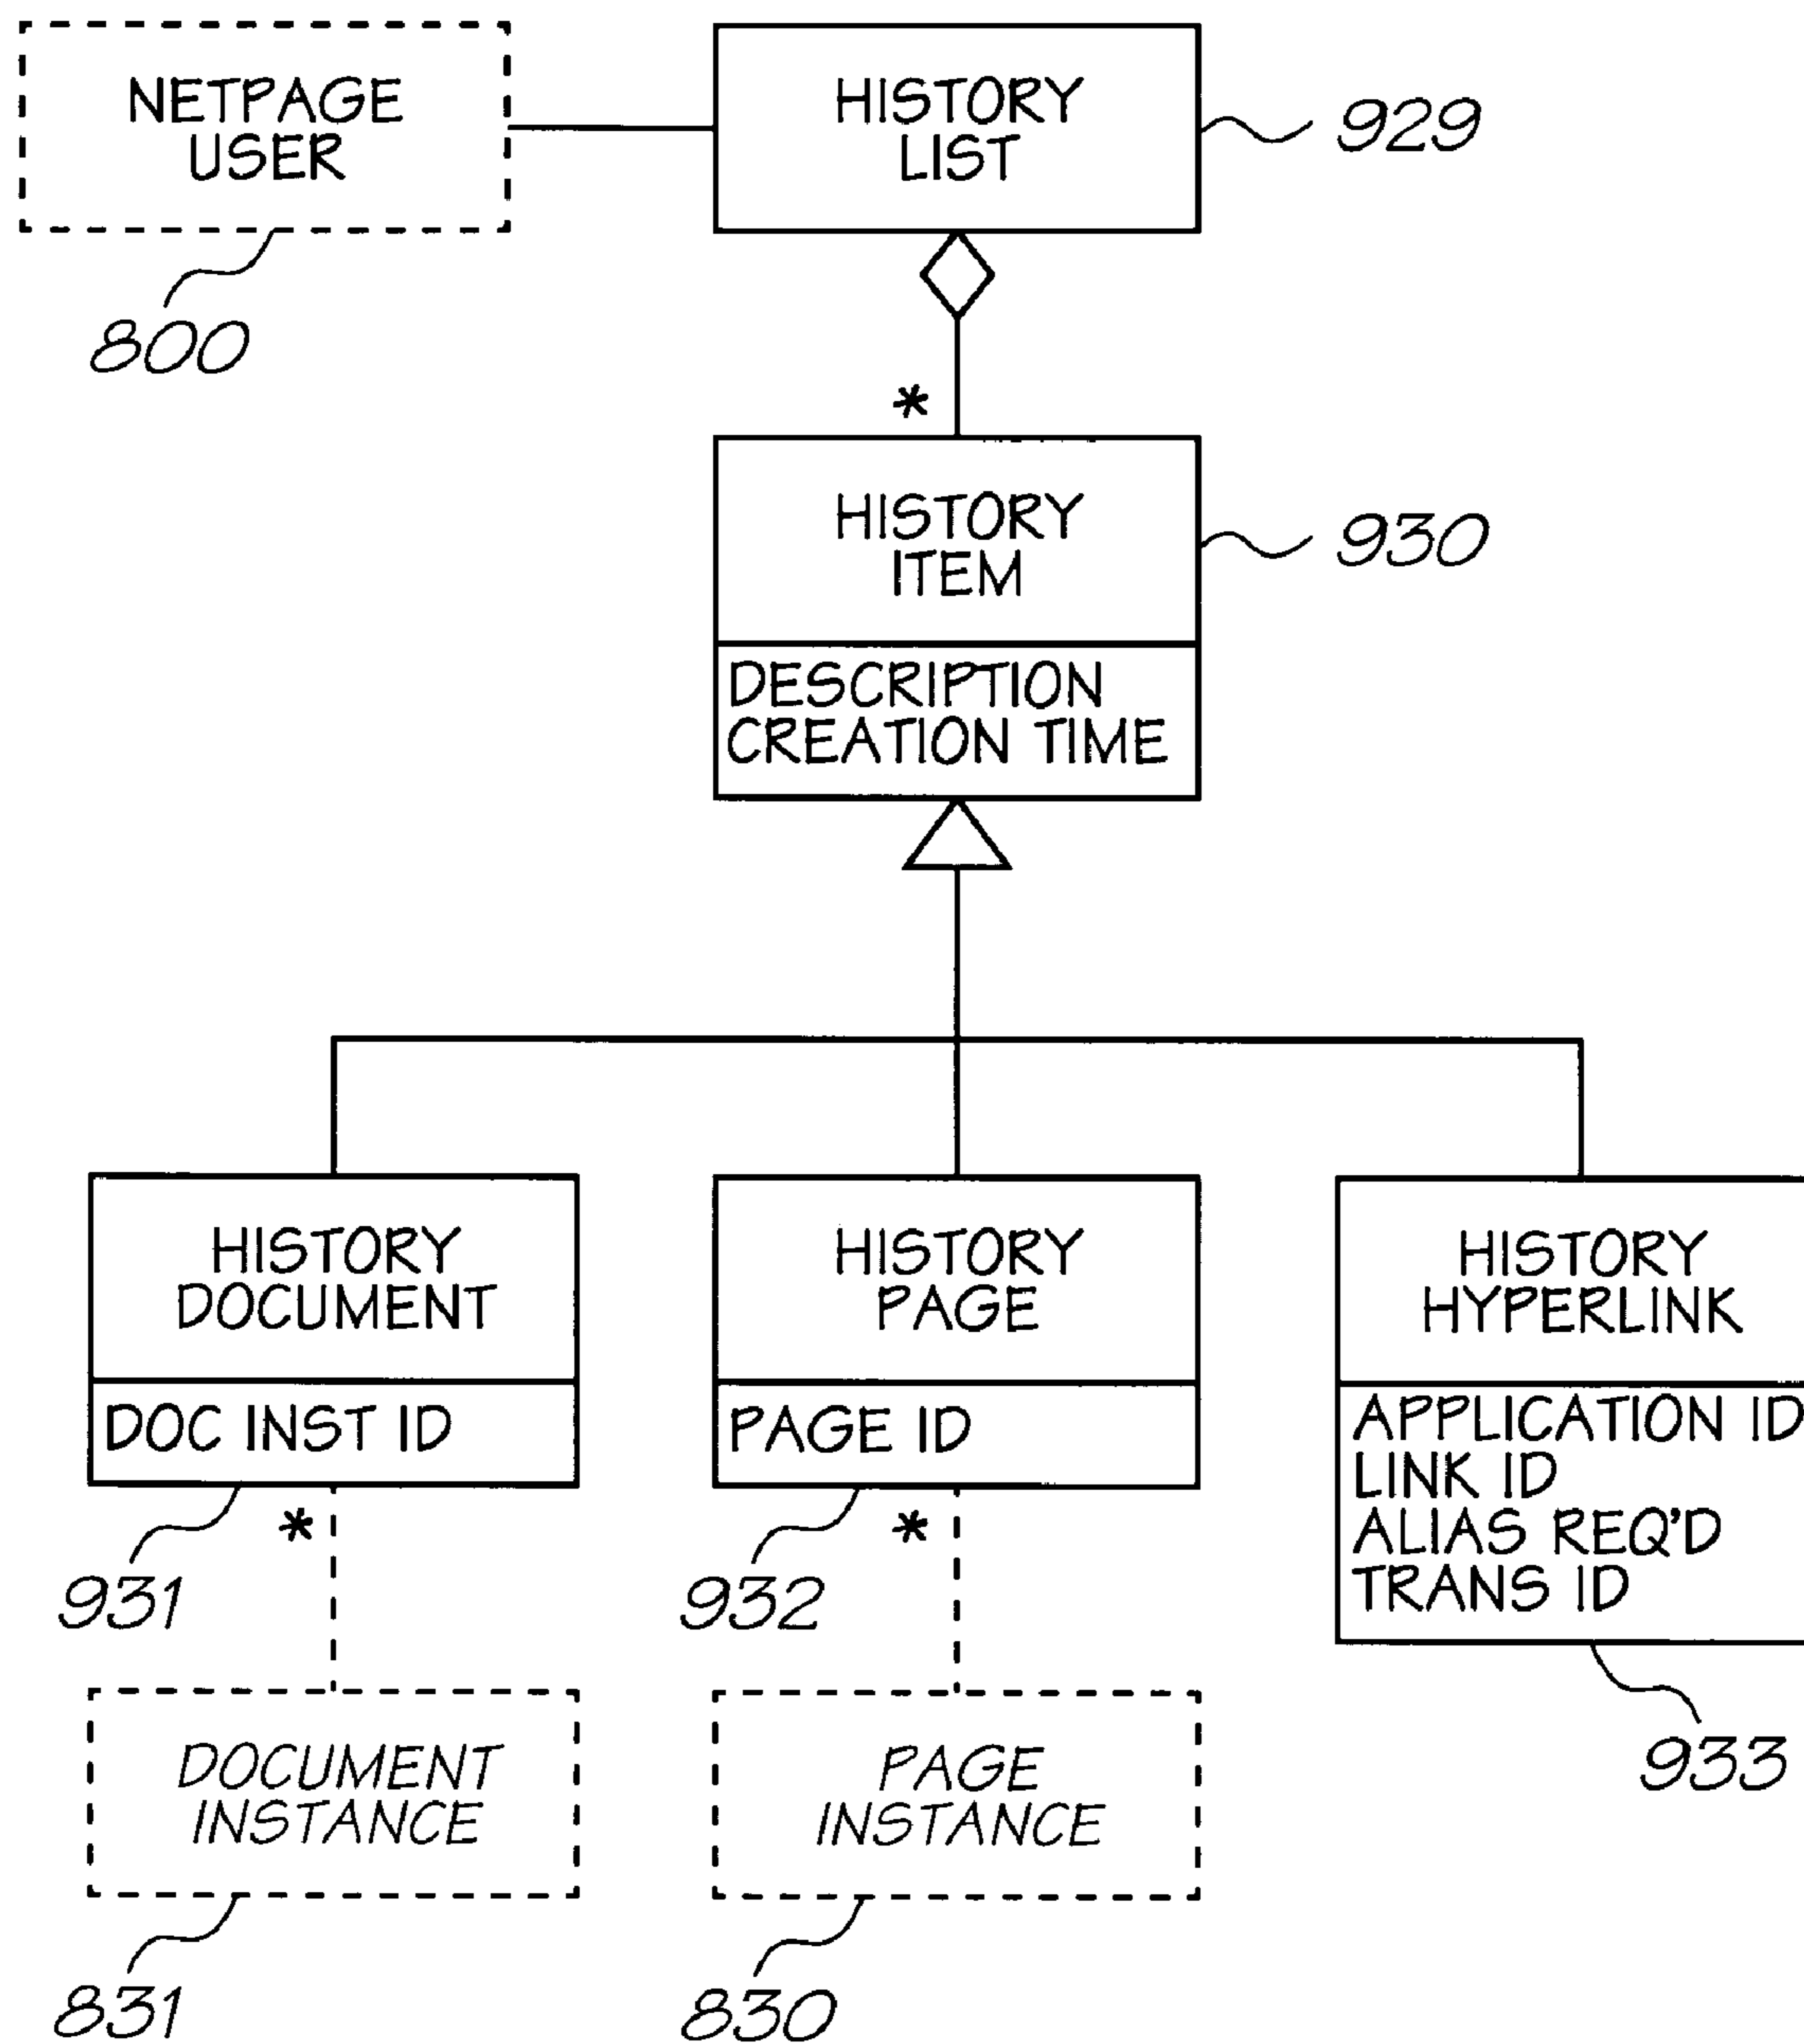 NETPAGE
USER
800
HISTORY
LIST
929
*
HISTORY
ITEM
930
DESCRIPTION
CREATION TIME
HISTORY
DOCUMENT
DOC INST ID
931
*
HISTORY
PAGE
PAGE ID
932
*
HISTORY
HYPERLINK
APPLICATION ID
LINK ID
ALIAS REQ'D
TRANS ID
933
DOCUMENT
INSTANCE
831
PAGE
INSTANCE
830